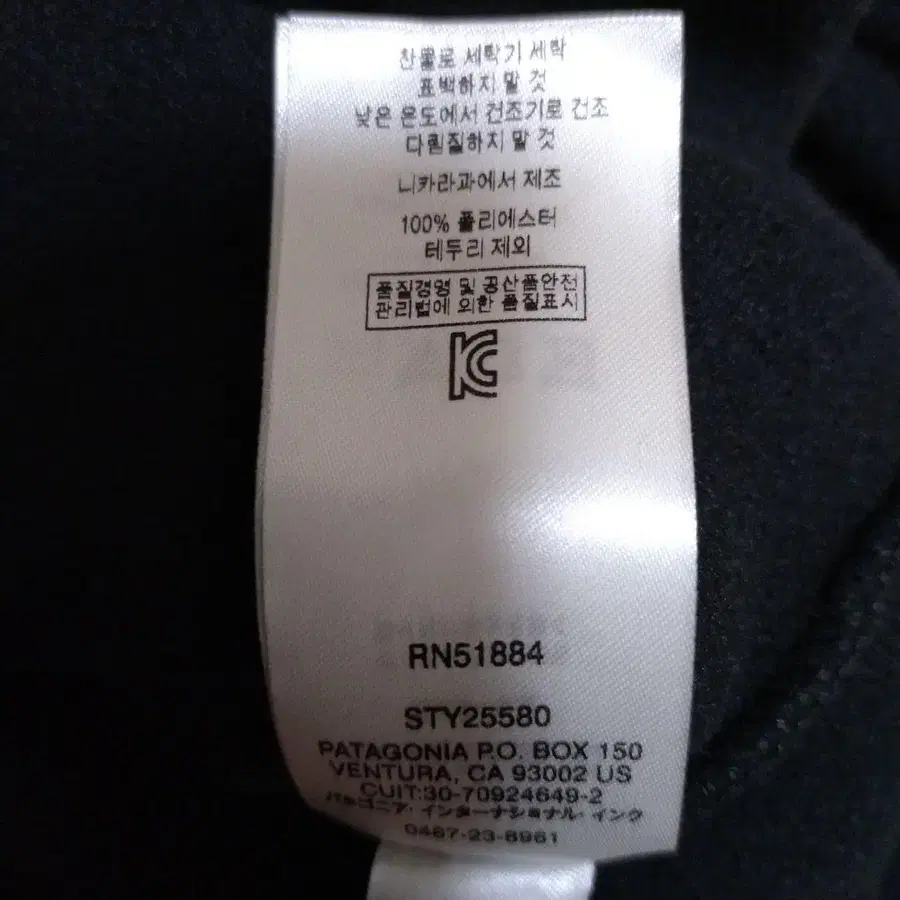 찬물로 세탁기 세탁
표백하지 말 것
낮은 온도에서 건조기로 건조
다림질하지 말 것
니카라과에서 제조
100% 폴리에스터
테두리 제외
품질경영 및 공산품안전
관리법에 의한 품질표시
KC
RN51884
STY25580
PATAGONIA P.O. BOX 150
VENTURA, CA 93002 US
CUIT:30-70924649-2
パタゴニア・インターナショナル・インク
0467-23-8961